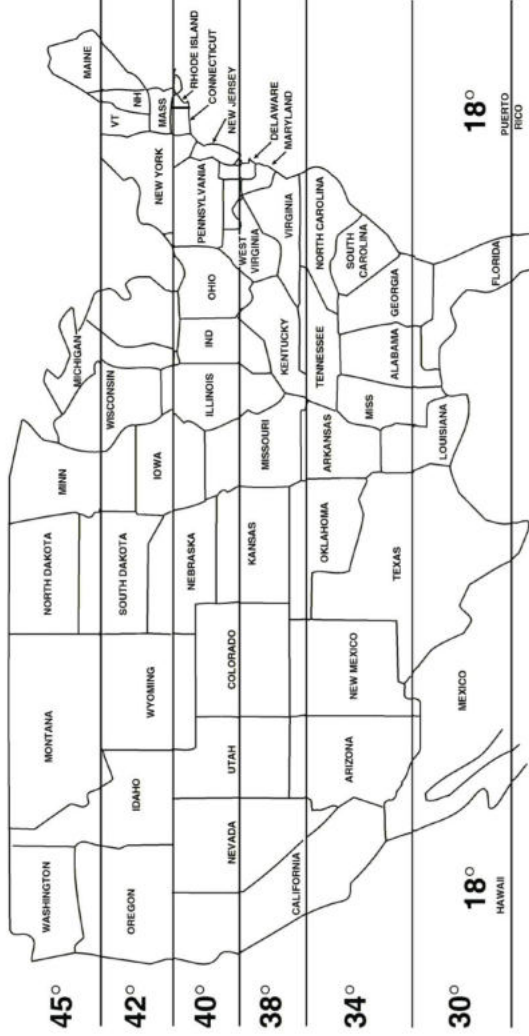 45°
42°
40°
38°
34°
30°
WASHINGTON
OREGON
CALIFORNIA
NEVADA
IDAHO
MONTANA
WYOMING
UTAH
ARIZONA
COLORADO
NEW MEXICO
NORTH DAKOTA
SOUTH DAKOTA
NEBRASKA
KANSAS
OKLAHOMA
TEXAS
MEXICO
MINN
IOWA
MISSOURI
ARKANSAS
LOUISIANA
WISCONSIN
ILLINOIS
MICHIGAN
IND
OHIO
KENTUCKY
TENNESSEE
MISS
ALABAMA
GEORGIA
FLORIDA
SOUTH
CAROLINA
NORTH CAROLINA
VIRGINIA
WEST
VIRGINIA
PENNSYLVANIA
NEW YORK
VT
NH
MAINE
MASS
RHODE ISLAND
CONNECTICUT
NEW JERSEY
DELAWARE
MARYLAND
18°
HAWAII
18°
PUERTO
RICO